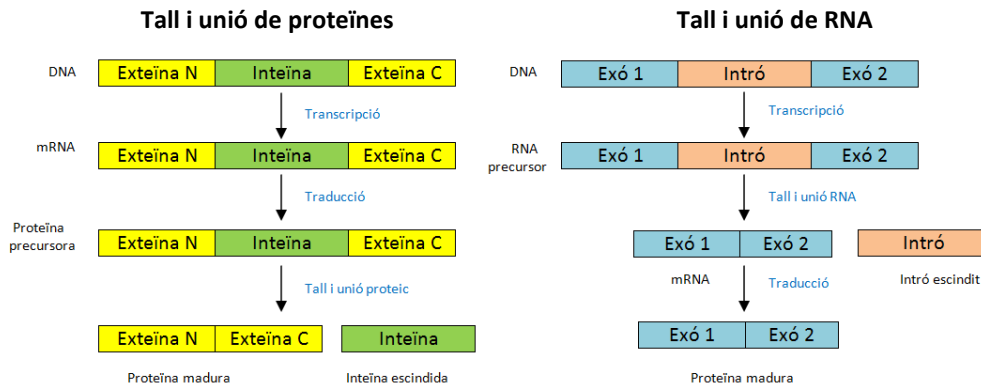 Tall i unió de proteïnes
DNA
Exteïna N Inteïna Exteïna C
Transcripció
mRNA
Exteïna N Inteïna Exteïna C
Traducció
Proteïna
precursora
Exteïna N Inteïna Exteïna C
Tall i unió proteic
Exteïna N Exteïna C Inteïna
Proteïna madura Inteïna escindida
Tall i unió de RNA
DNA
Exó 1 Intró Exó 2
Transcripció
RNA
precursor
Exó 1 Intró Exó 2
Tall i unió RNA
Exó 1 Exó 2 Intró
mRNA Traducció Intró escindit
Exó 1 Exó 2
Proteïna madura